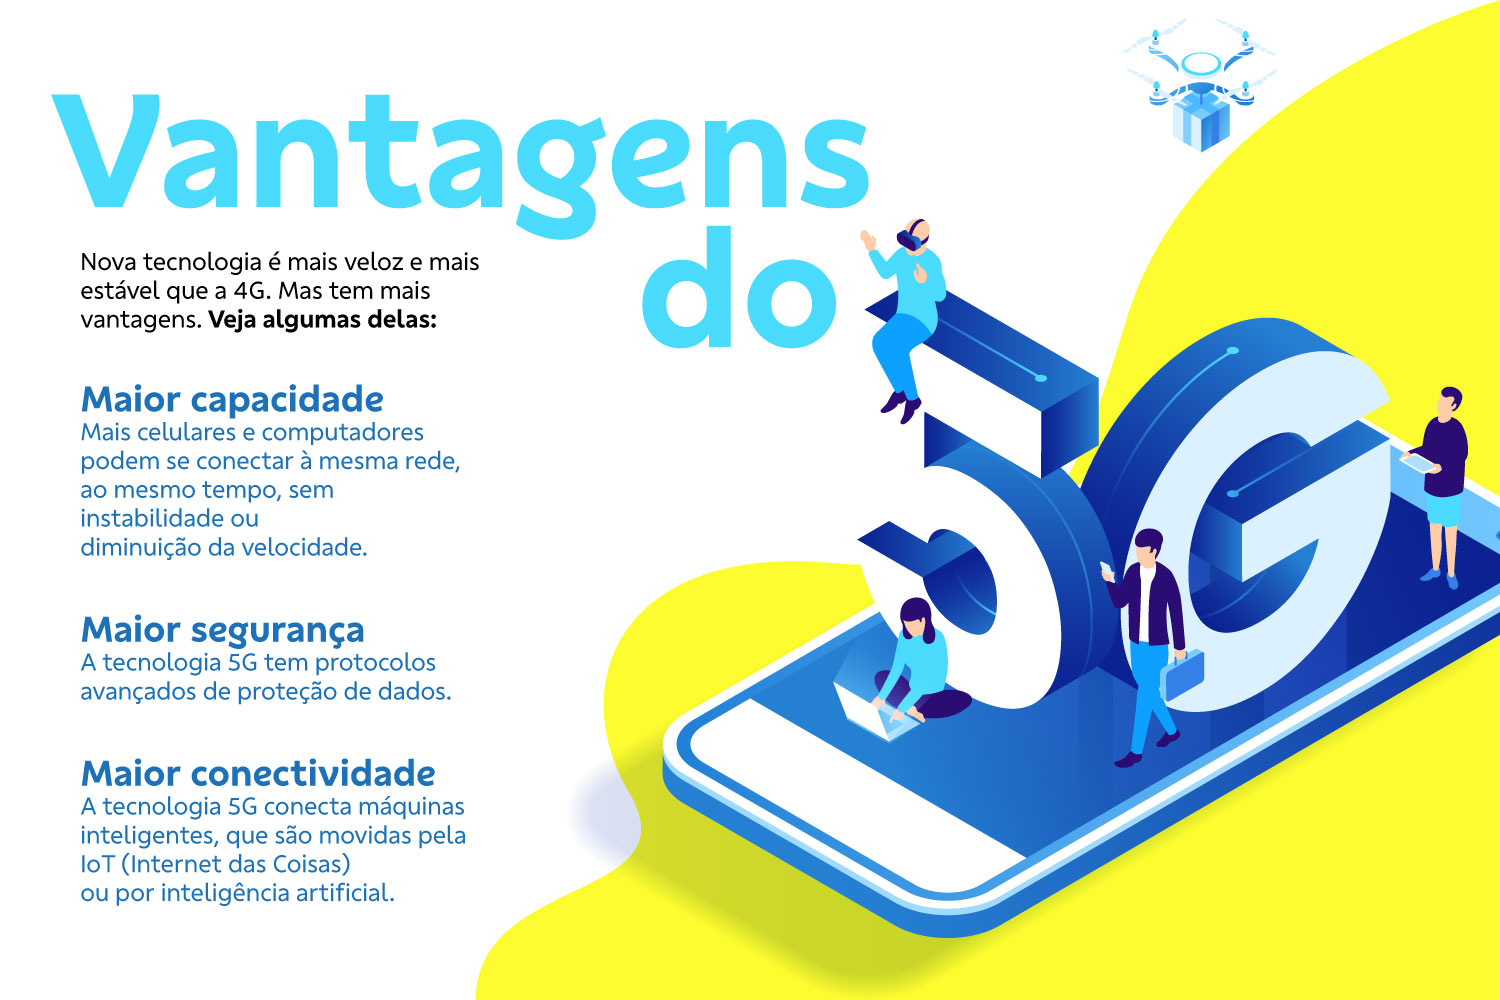 Vantagens
do
5G
Nova tecnologia é mais veloz e mais
estável que a 4G. Mas tem mais
vantagens. Veja algumas delas:
Maior capacidade
Mais celulares e computadores
podem se conectar à mesma rede,
ao mesmo tempo, sem
instabilidade ou
diminuição da velocidade.
Maior segurança
A tecnologia 5G tem protocolos
avançados de proteção de dados.
Maior conectividade
A tecnologia 5G conecta máquinas
inteligentes, que são movidas pela
IoT (Internet das Coisas)
ou por inteligência artificial.